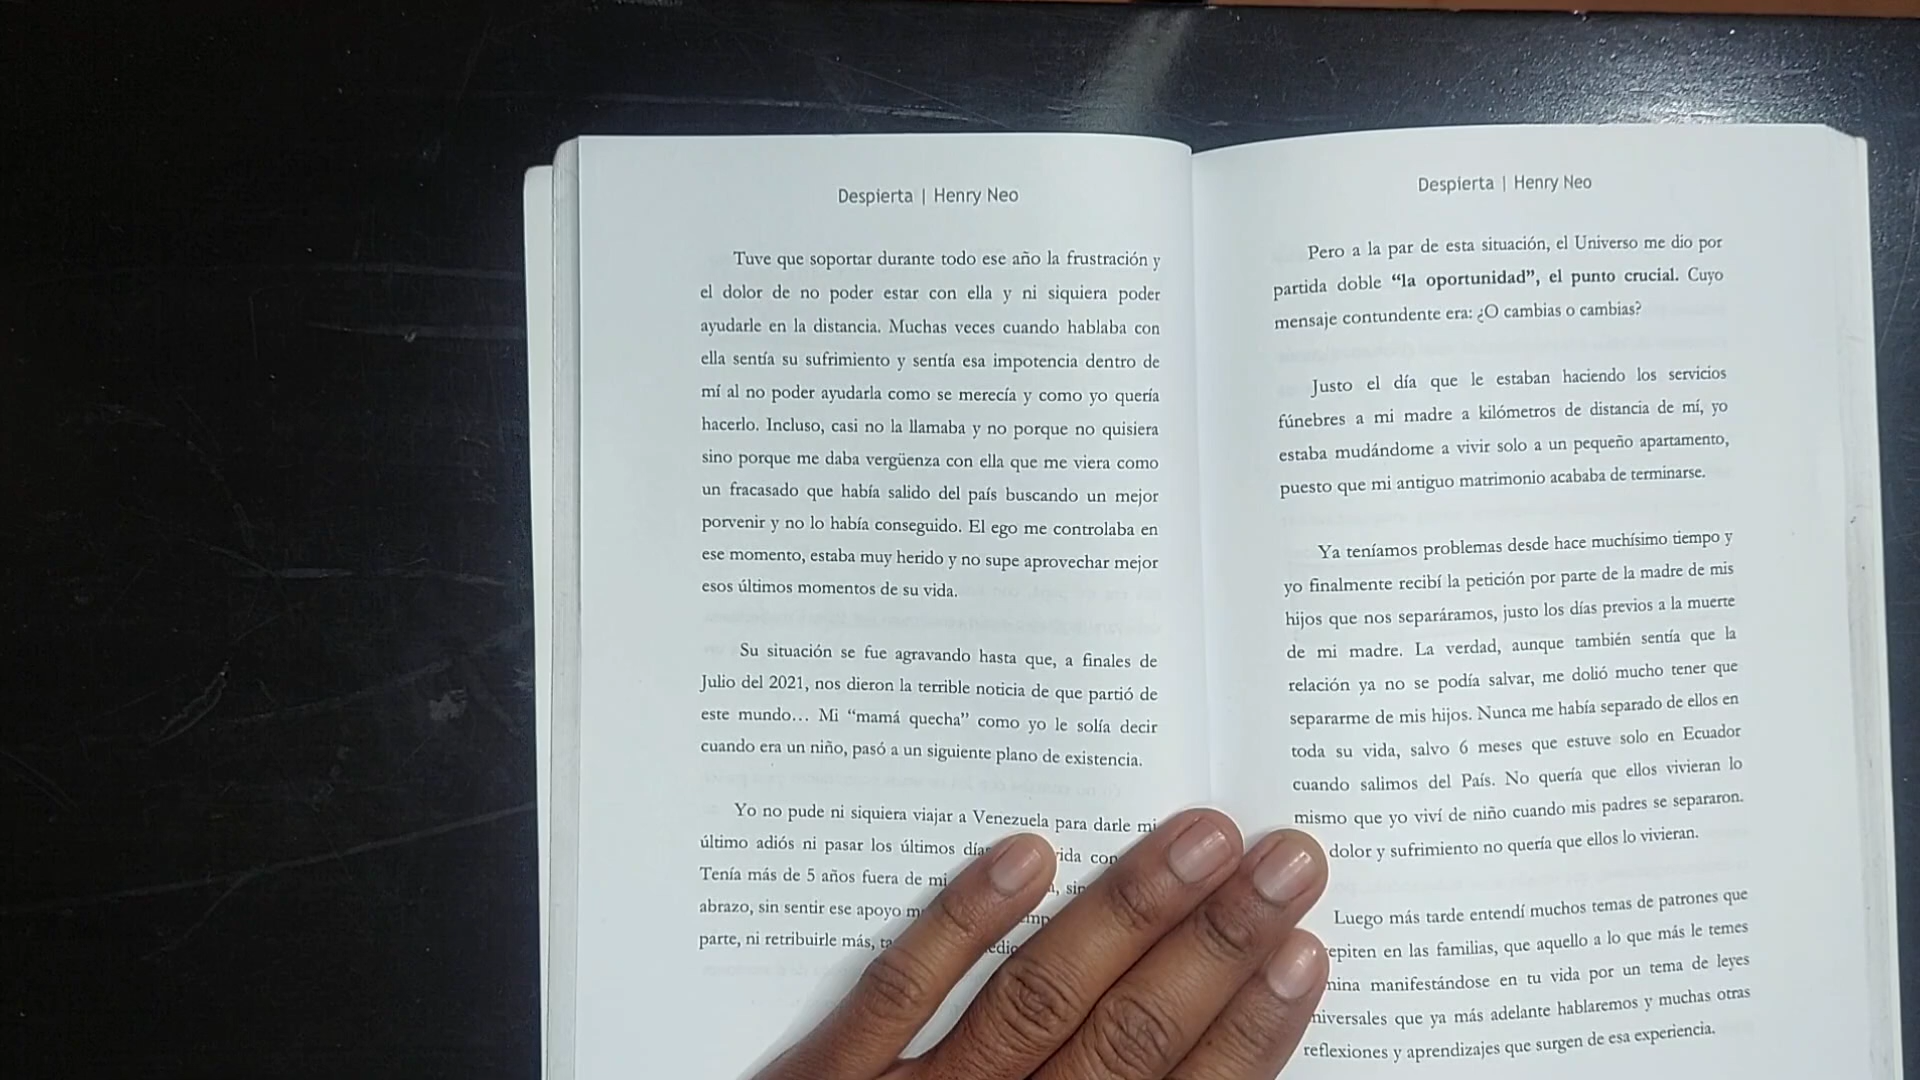 Despierta | Henry Neo
Tuve que soportar durante todo ese año la frustración y
el dolor de no poder estar con ella y ni siquiera poder
ayudarle en la distancia. Muchas veces cuando hablaba con
ella sentía su sufrimiento y sentía esa impotencia dentro de
mí al no poder ayudarla como se merecía y como yo quería
hacerlo. Incluso, casi no la llamaba y no porque no quisiera
sino porque me daba vergüenza con ella que me viera como
un fracasado que había salido del país buscando un mejor
porvenir y no lo había conseguido. El ego me controlaba en
ese momento, estaba muy herido y no supe aprovechar mejor
esos últimos momentos de su vida.
Su situación se fue agravando hasta que, a finales de
Julio del 2021, nos dieron la terrible noticia de que partió de
este mundo… Mi “mamá quecha” como yo le solía decir
cuando era un niño, pasó a un siguiente plano de existencia.
Yo no pude ni siquiera viajar a Venezuela para darle mi
último adiós ni pasar los últimos
Tenía más de 5 años fuera de mi
abrazo, sin sentir ese apoyo
parte, ni retribuirle más,
Despierta | Henry Neo
Pero a la par de esta situación, el Universo me dio por
partida doble “la oportunidad”, el punto crucial. Cuyo
mensaje contundente era: ¿O cambias o cambias?
Justo el día que le estaban haciendo los servicios
fúnebres a mi madre a kilómetros de distancia de mí, yo
estaba mudándome a vivir solo a un pequeño apartamento,
puesto que mi antiguo matrimonio acababa de terminarse.
Ya teníamos problemas desde hace muchísimo tiempo y
yo finalmente recibí la petición por parte de la madre de mis
hijos que nos separáramos, justo los días previos a la muerte
de mi madre. La verdad, aunque también sentía que la
relación ya no se podía salvar, me dolió mucho tener que
separarme de mis hijos. Nunca me había separado de ellos en
toda su vida, salvo 6 meses que estuve solo en Ecuador
cuando salimos del País. No quería que ellos vivieran lo
mismo que yo viví de niño cuando mis padres se separaron.
dolor y sufrimiento no quería que ellos lo vivieran.
Luego más tarde entendí muchos temas de patrones que
en las familias, que aquello a lo que más le temes
manifestándose en tu vida por un tema de leyes
que ya más adelante hablaremos y muchas otras
reflexiones y aprendizajes que surgen de esa experiencia.